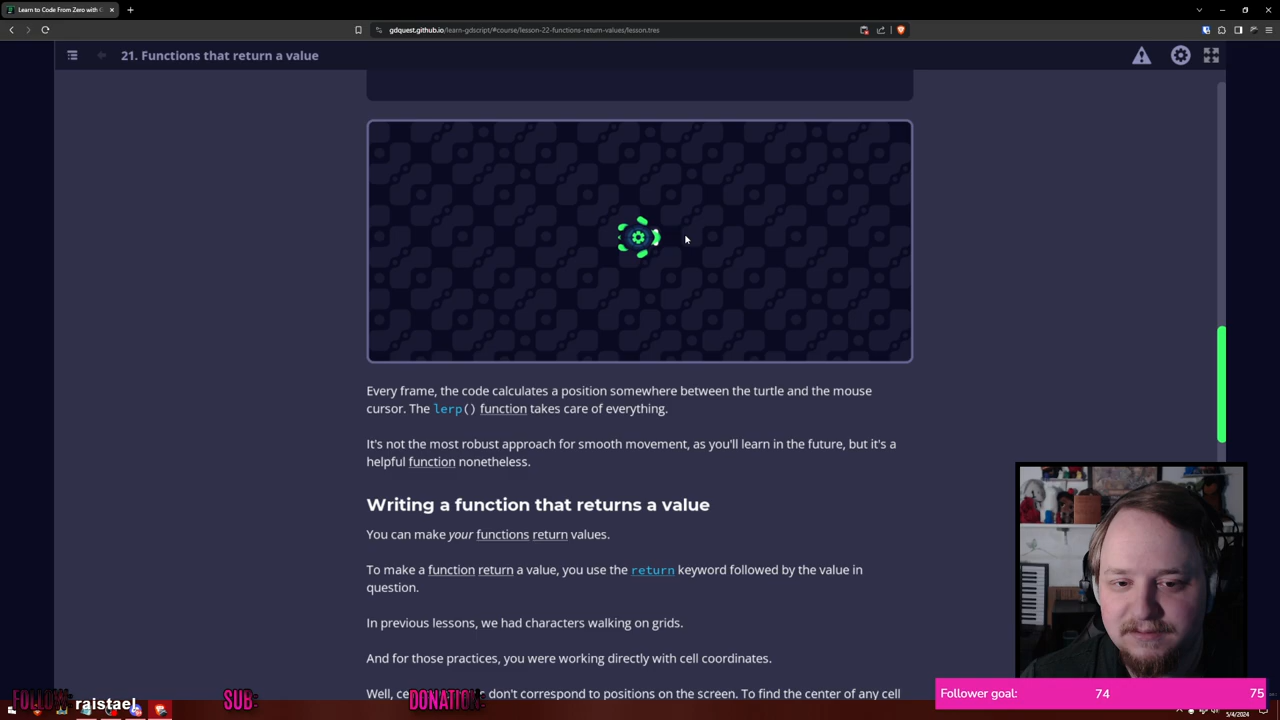 Learn to Code From Zero with
gdquest.github.io/learn-gdscript/#course/lesson-22-functions-return-values/lesson.tres
21. Functions that return a value
Every frame, the code calculates a position somewhere between the turtle and the mouse
cursor. The lerp() function takes care of everything.
It's not the most robust approach for smooth movement, as you'll learn in the future, but it's a
helpful function nonetheless.
Writing a function that returns a value
You can make your functions return values.
To make a function return a value, you use the return keyword followed by the value in
question.
In previous lessons, we had characters walking on grids.
And for those practices, you were working directly with cell coordinates.
don't correspond to positions on the screen. To find the center of any cell
FOLLOW: raistael SUB: DONATION:
Follower goal: 74 75
5/4/2024